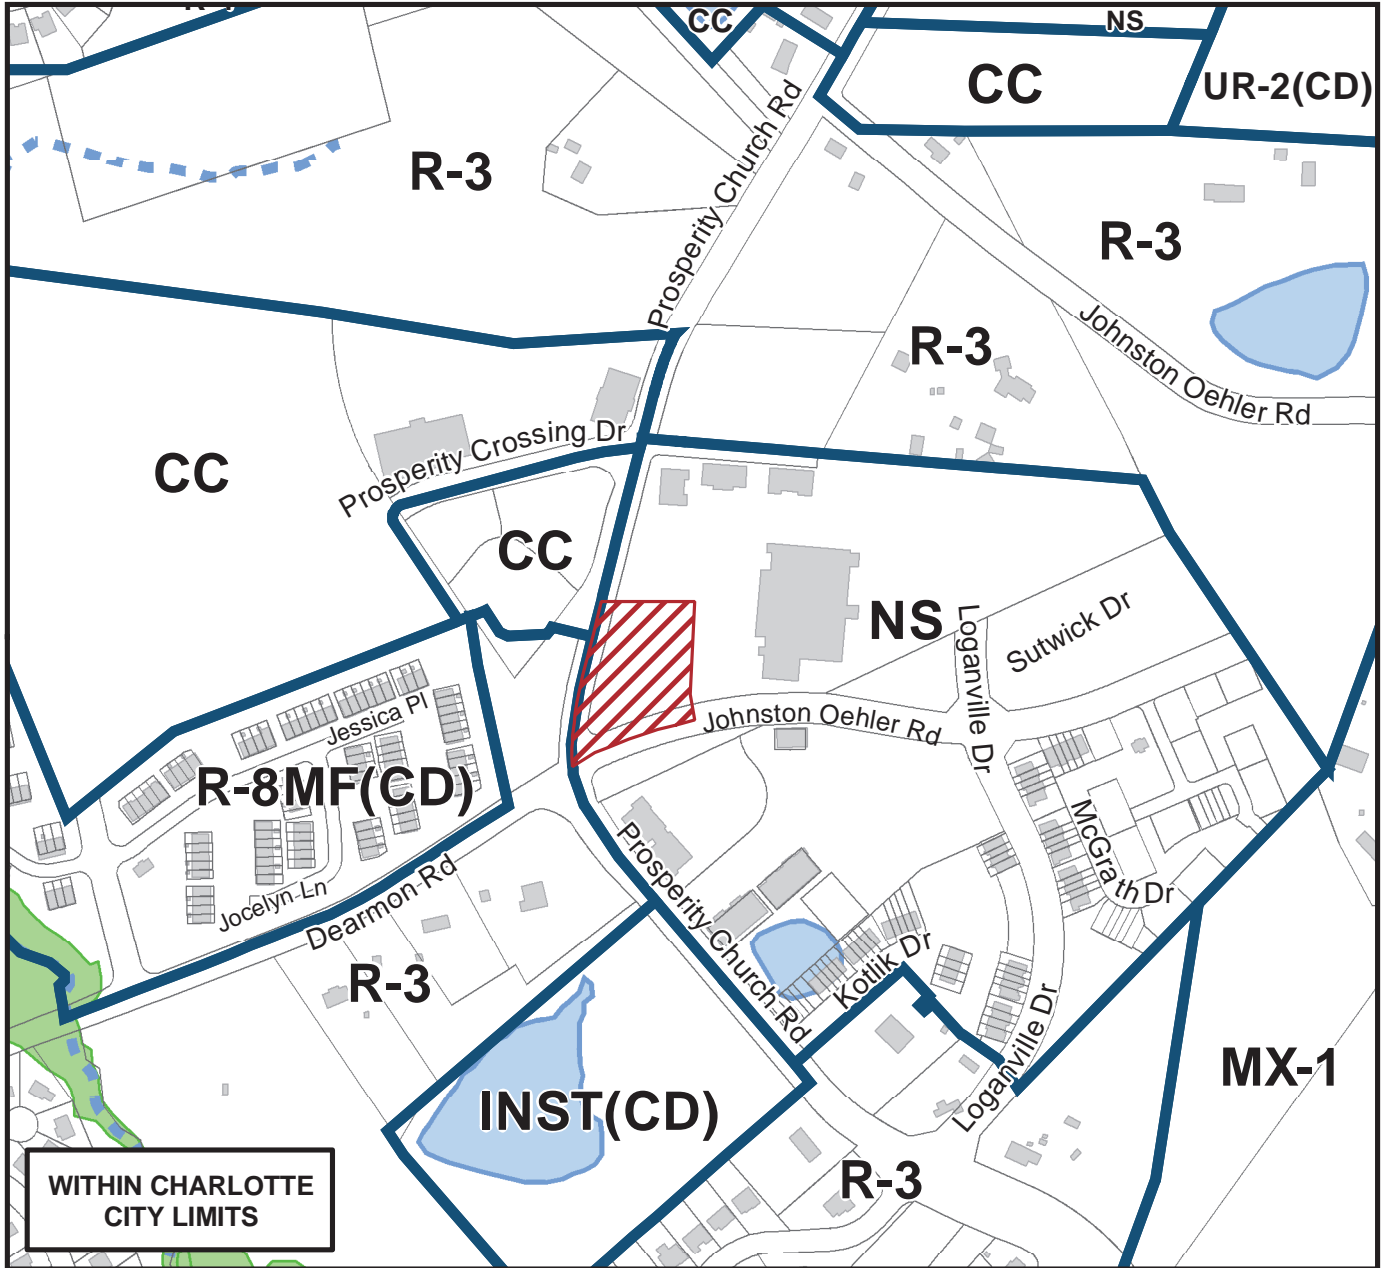 CC
NS
CC
UR-2(CD)
Prosperity Church Rd
R-3
R-3
Johnston Oehler Rd
R-3
Prosperity Crossing Dr
CC
CC
NS
Loganville Dr
Sutwick Dr
Jessica Pl
Johnston Oehler Rd
R-8MF(CD)
McGrath Dr
Prosperity Church Rd
Jocelyn Ln
Dearmon Rd
Kotlik Dr
R-3
Loganville Dr
MX-1
INST(CD)
R-3
WITHIN CHARLOTTE
CITY LIMITS